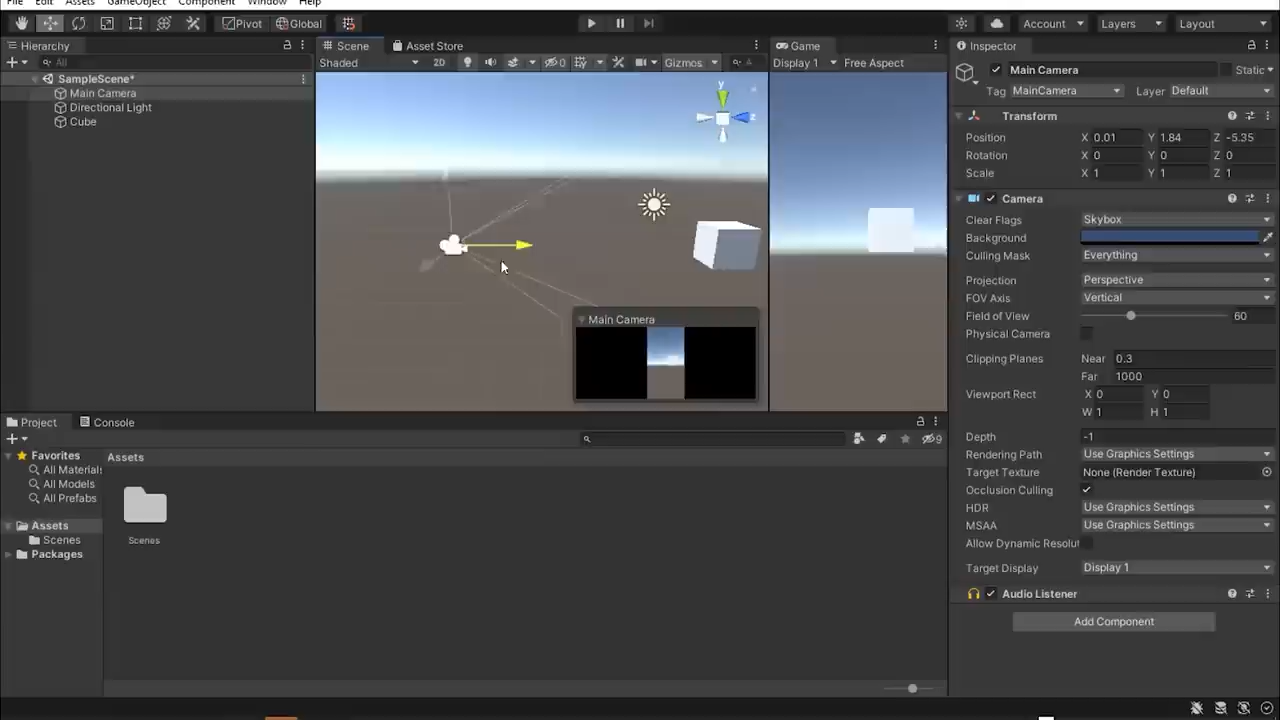 File Edit Assets GameObject Component Window Help
Pivot Global Account Layers Layout
Hierarchy
All
SampleScene*
Main Camera
Directional Light
Cube
Scene Asset Store
Shaded 2D 0 Gizmos A
y
z
Main Camera
Game
Display 1 Free Aspect
Inspector
Main Camera Static
Tag MainCamera Layer Default
Transform
Position X 0.01 Y 1.84 Z -5.35
Rotation X 0 Y 0 Z 0
Scale X 1 Y 1 Z 1
Camera
Clear Flags Skybox
Background
Culling Mask Everything
Projection Perspective
FOV Axis Vertical
Field of View 60
Physical Camera
Clipping Planes Near 0.3
Far 1000
Viewport Rect X 0 Y 0
W 1 H 1
Depth -1
Rendering Path Use Graphics Settings
Target Texture None (Render Texture)
Occlusion Culling
HDR Use Graphics Settings
MSAA Use Graphics Settings
Allow Dynamic Resolut
Target Display Display 1
Audio Listener
Add Component
Project Console
9
Favorites
All Materials
All Models
All Prefabs
Assets
Scenes
Packages
Assets
Scenes